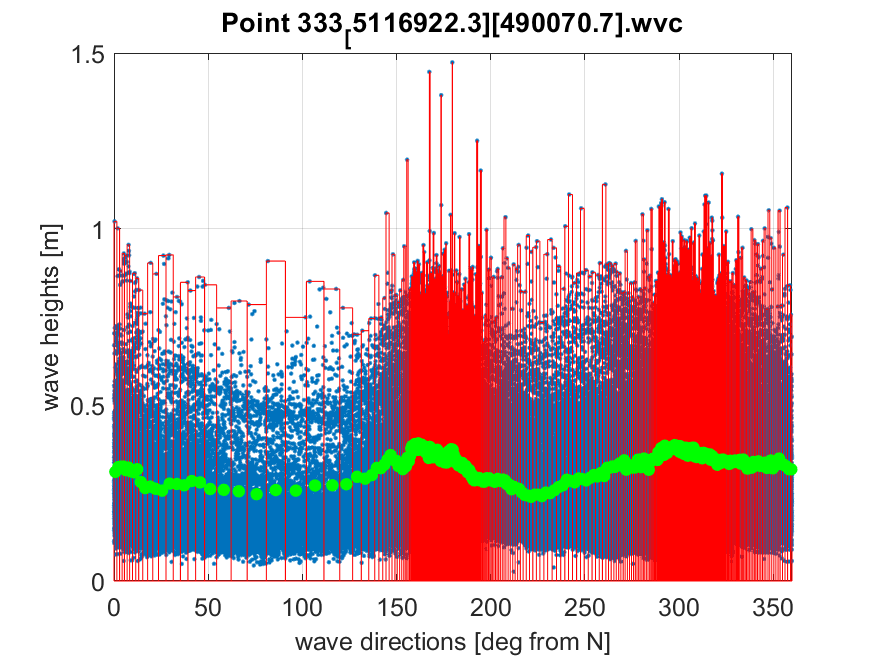 Point 333[5116922.3][490070.7].wvc
wave heights [m]
1.5
1
0.5
0
0 50 100 150 200 250 300 350
wave directions [deg from N]